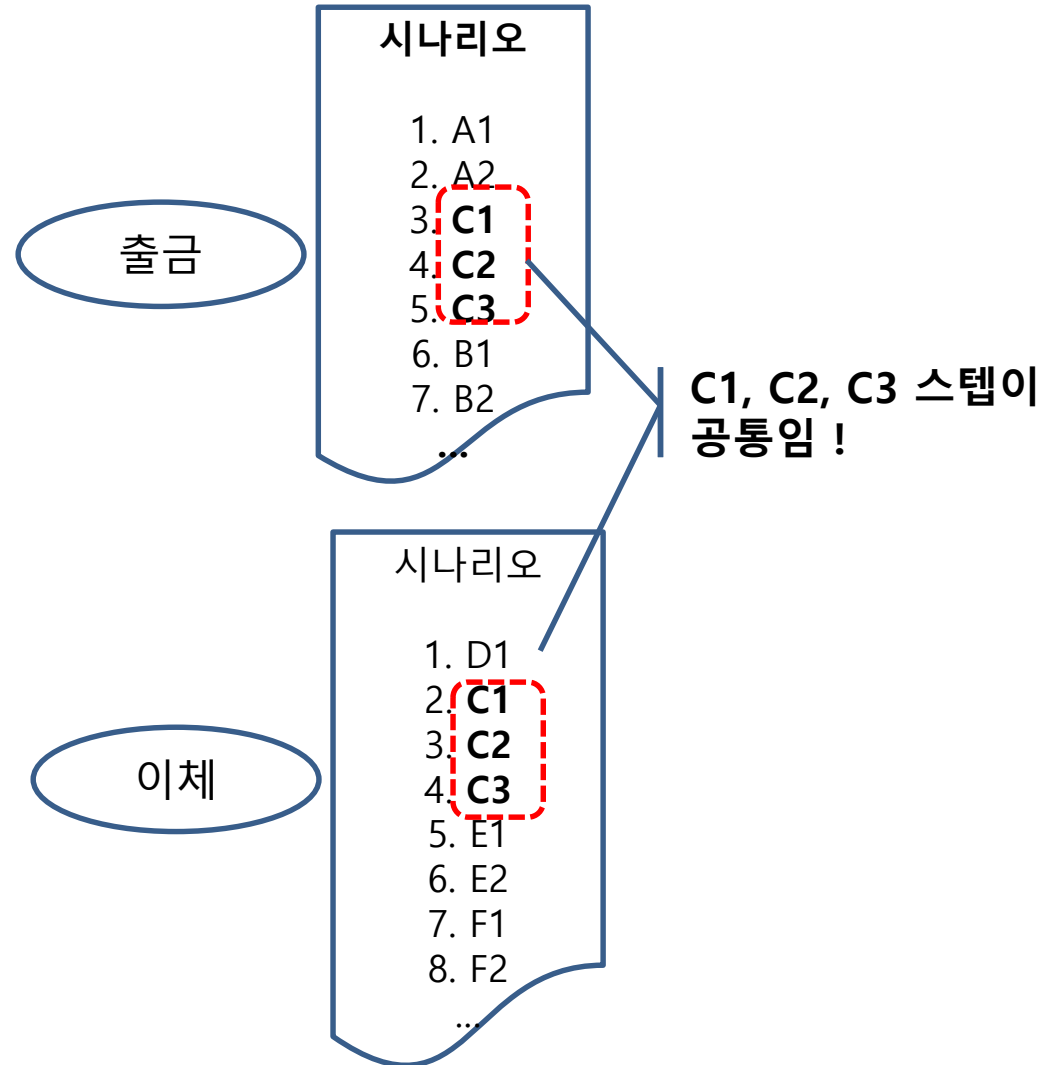 시나리오
1. A1
2. A2
3. C1
4. C2
5. C3
6. B1
7. B2
...
출금
C1, C2, C3 스텝이
공통임 !
시나리오
1. D1
2. C1
3. C2
4. C3
5. E1
6. E2
7. F1
8. F2
...
이체